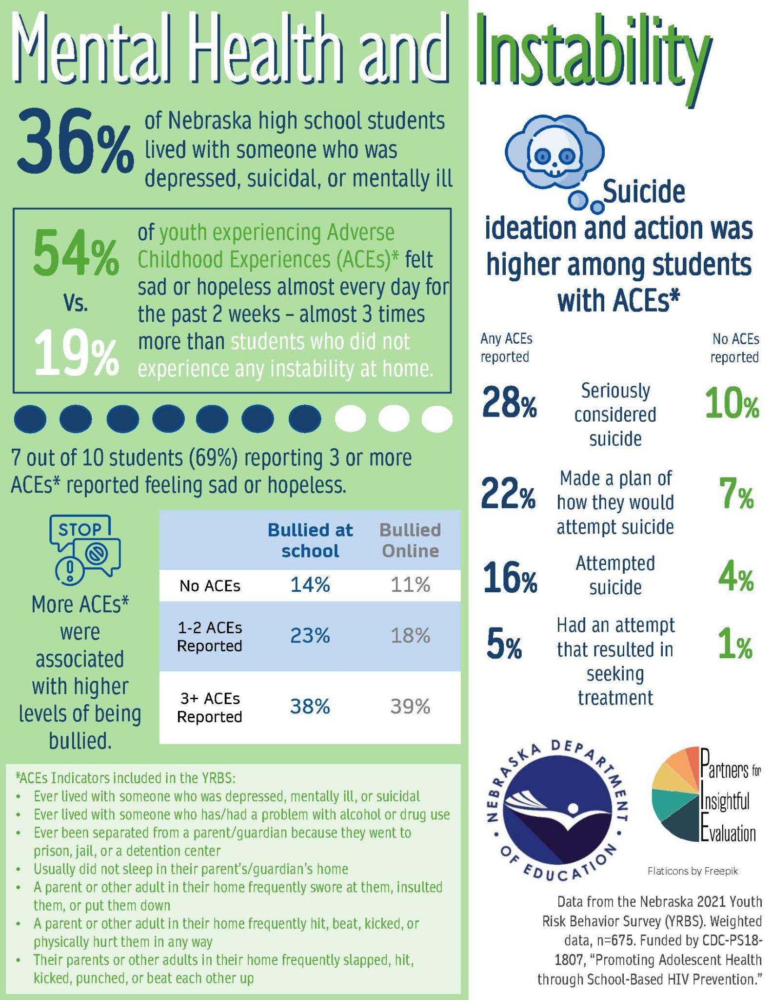 Mental Health and Instability
36%
of Nebraska high school students
lived with someone who was
depressed, suicidal, or mentally ill
54%
Vs.
19%
of youth experiencing Adverse
Childhood Experiences (ACEs)* felt
sad or hopeless almost every day for
the past 2 weeks – almost 3 times
more than students who did not
experience any instability at home.
7 out of 10 students (69%) reporting 3 or more
ACEs* reported feeling sad or hopeless.
STOP
More ACEs*
were
associated
with higher
levels of being
bullied.
Bullied at Bullied
school Online
No ACEs 14% 11%
1-2 ACEs
Reported 23% 18%
3+ ACEs
Reported 38% 39%
*ACEs Indicators included in the YRBS:
• Ever lived with someone who was depressed, mentally ill, or suicidal
• Ever lived with someone who has/had a problem with alcohol or drug use
• Ever been separated from a parent/guardian because they went to
prison, jail, or a detention center
• Usually did not sleep in their parent's/guardian's home
• A parent or other adult in their home frequently swore at them, insulted
them, or put them down
• A parent or other adult in their home frequently hit, beat, kicked, or
physically hurt them in any way
• Their parents or other adults in their home frequently slapped, hit,
kicked, punched, or beat each other up
Suicide
ideation and action was
higher among students
with ACEs*
Any ACEs No ACEs
reported reported
28% Seriously 10%
considered
suicide
22% Made a plan of 7%
how they would
attempt suicide
16% Attempted 4%
suicide
5% Had an attempt 1%
that resulted in
seeking
treatment
NEBRASKA DEPARTMENT
• OF EDUCATION •
Partners for
Insightful
Evaluation
Flaticons by Freepik
Data from the Nebraska 2021 Youth
Risk Behavior Survey (YRBS). Weighted
data, n=675. Funded by CDC-PS18-
1807, “Promoting Adolescent Health
through School-Based HIV Prevention.”